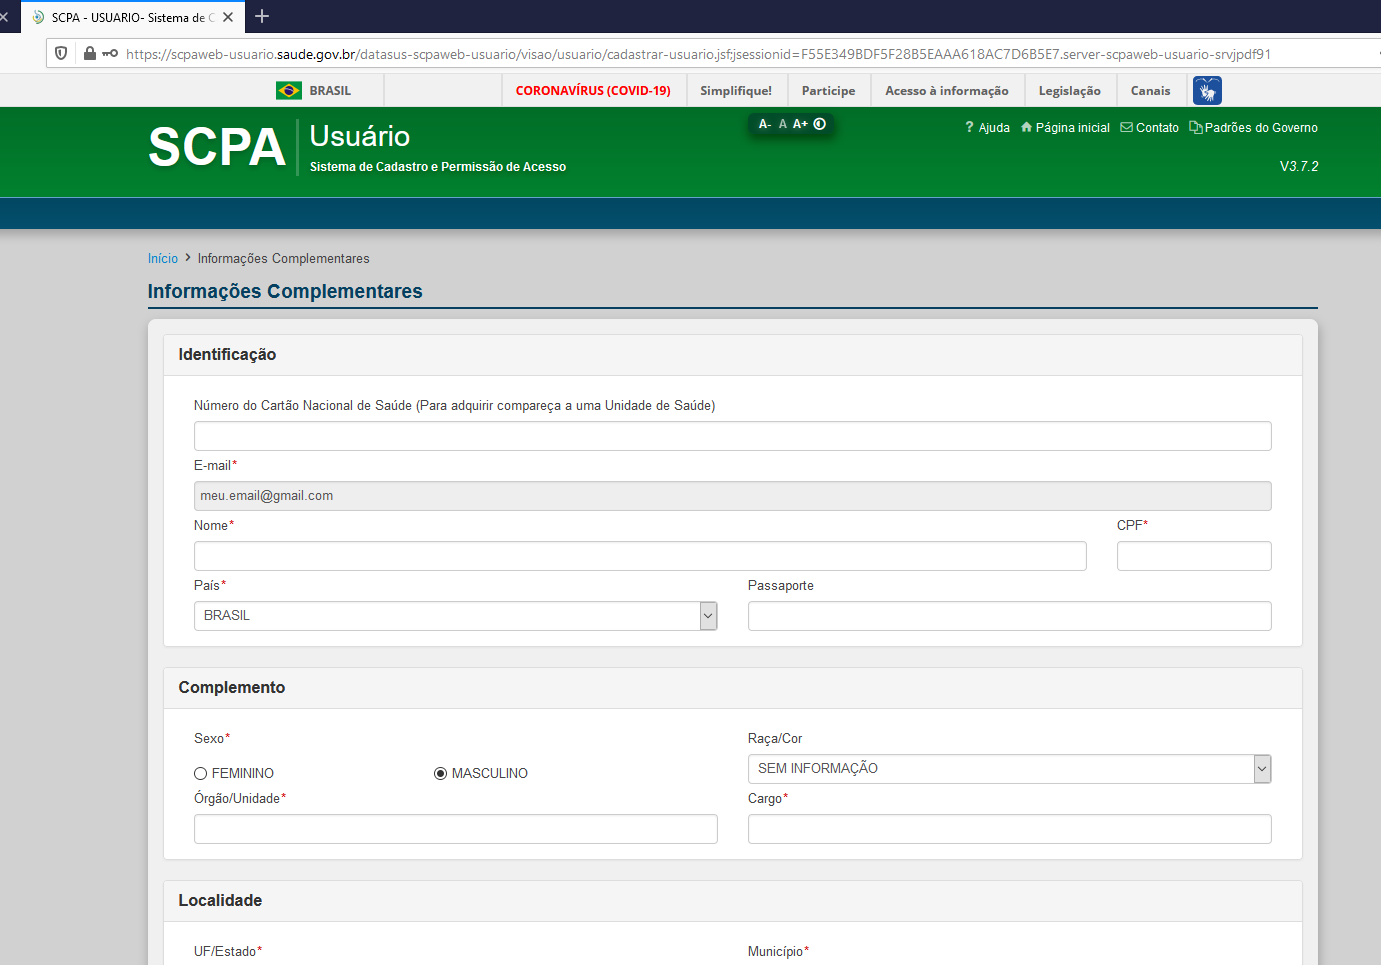 SCPA - USUARIO- Sistema de C
https://scpaweb-usuario.saude.gov.br/datasus-scpaweb-usuario/visao/usuario/cadastrar-usuario.jsf;jsessionid=F55E349BDF5F28B5EAAA618AC7D6B5E7.server-scpaweb-usuario-srvjpdf91
BRASIL CORONAVÍRUS (COVID-19) Simplifique! Participe Acesso à informação Legislação Canais
A- A A+ ? Ajuda Página inicial Contato Padrões do Governo
SCPA Usuário
Sistema de Cadastro e Permissão de Acesso V3.7.2
Início > Informações Complementares
Informações Complementares
Identificação
Número do Cartão Nacional de Saúde (Para adquirir compareça a uma Unidade de Saúde)
E-mail*
meu.email@gmail.com
Nome* CPF*
País* Passaporte
BRASIL
Complemento
Sexo* Raça/Cor
FEMININO MASCULINO SEM INFORMAÇÃO
Órgão/Unidade* Cargo*
Localidade
UF/Estado* Município*